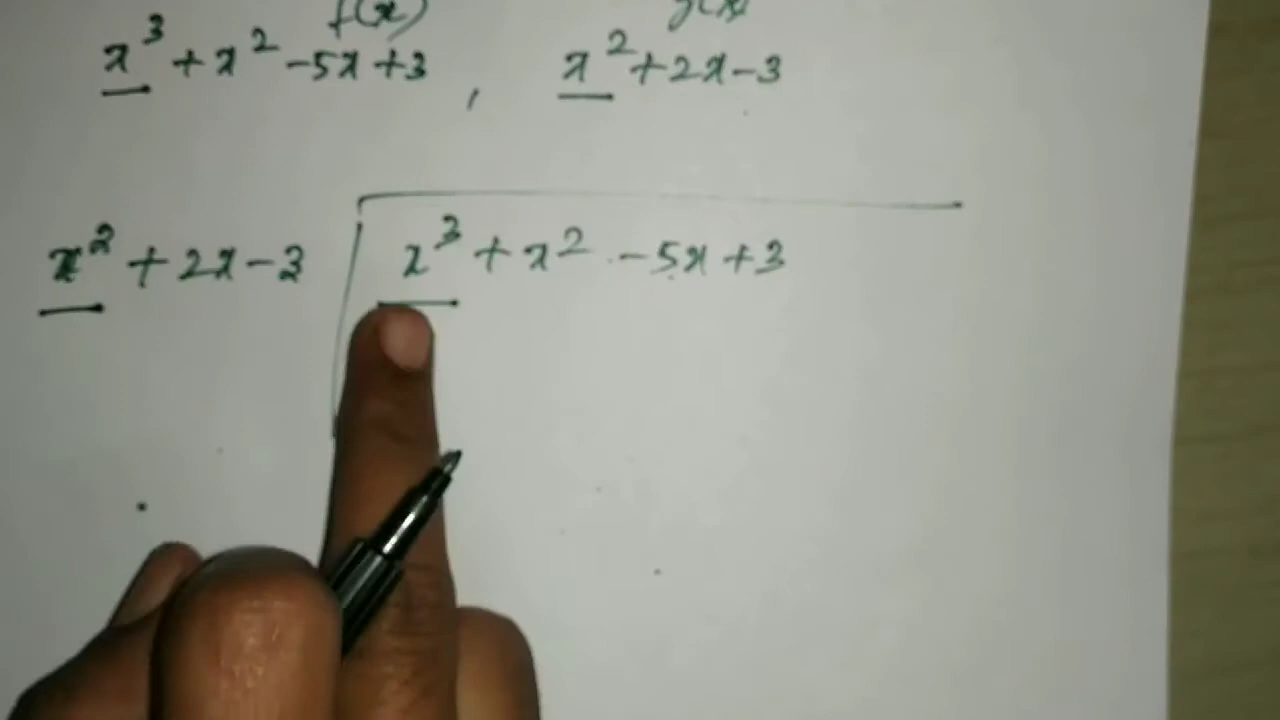 f(x) g(x)
x³ + x² - 5x + 3 , x² + 2x - 3
x² + 2x - 3 x³ + x² - 5x + 3